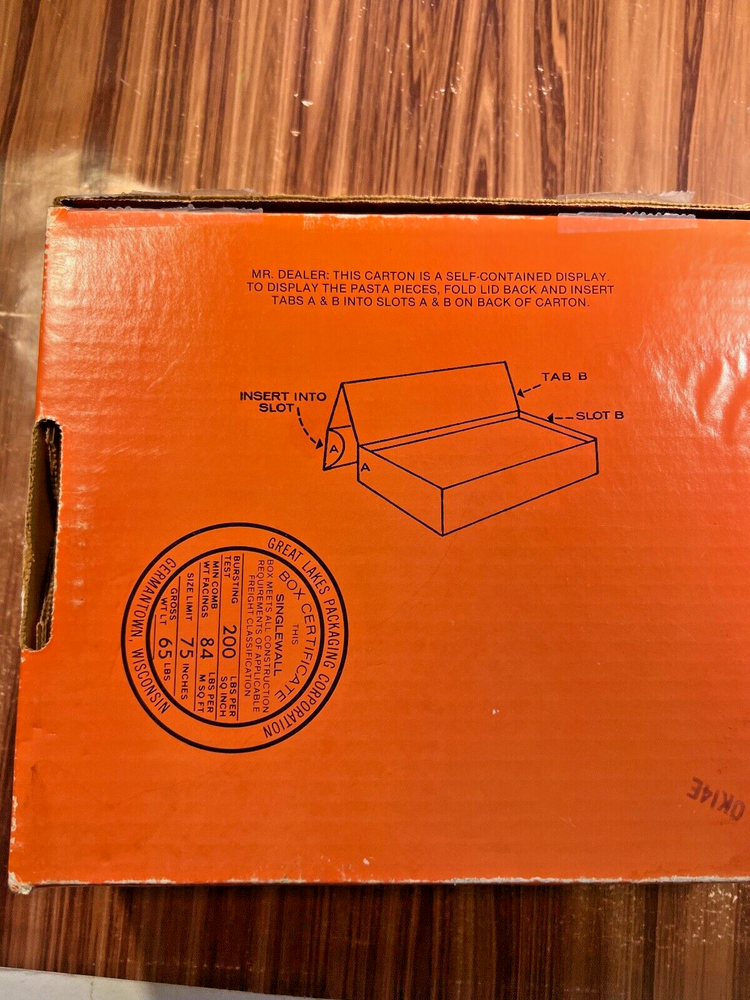 MR. DEALER: THIS CARTON IS A SELF-CONTAINED DISPLAY.
TO DISPLAY THE PASTA PIECES, FOLD LID BACK AND INSERT
TABS A & B INTO SLOTS A & B ON BACK OF CARTON.
TAB B
INSERT INTO
SLOT
SLOT B
A
A
GREAT LAKES PACKAGING CORPORATION
BOX CERTIFICATE
THIS
SINGLEWALL
BOX MEETS ALL CONSTRUCTION
REQUIREMENTS OF APPLICABLE
FREIGHT CLASSIFICATION
BURSTING TEST 200 LBS PER SQ INCH
MIN COMB WT FACINGS 84 LBS PER M SQ FT
SIZE LIMIT 75 INCHES
GROSS WT LT 65 LBS
GERMANTOWN, WISCONSIN
0K14E